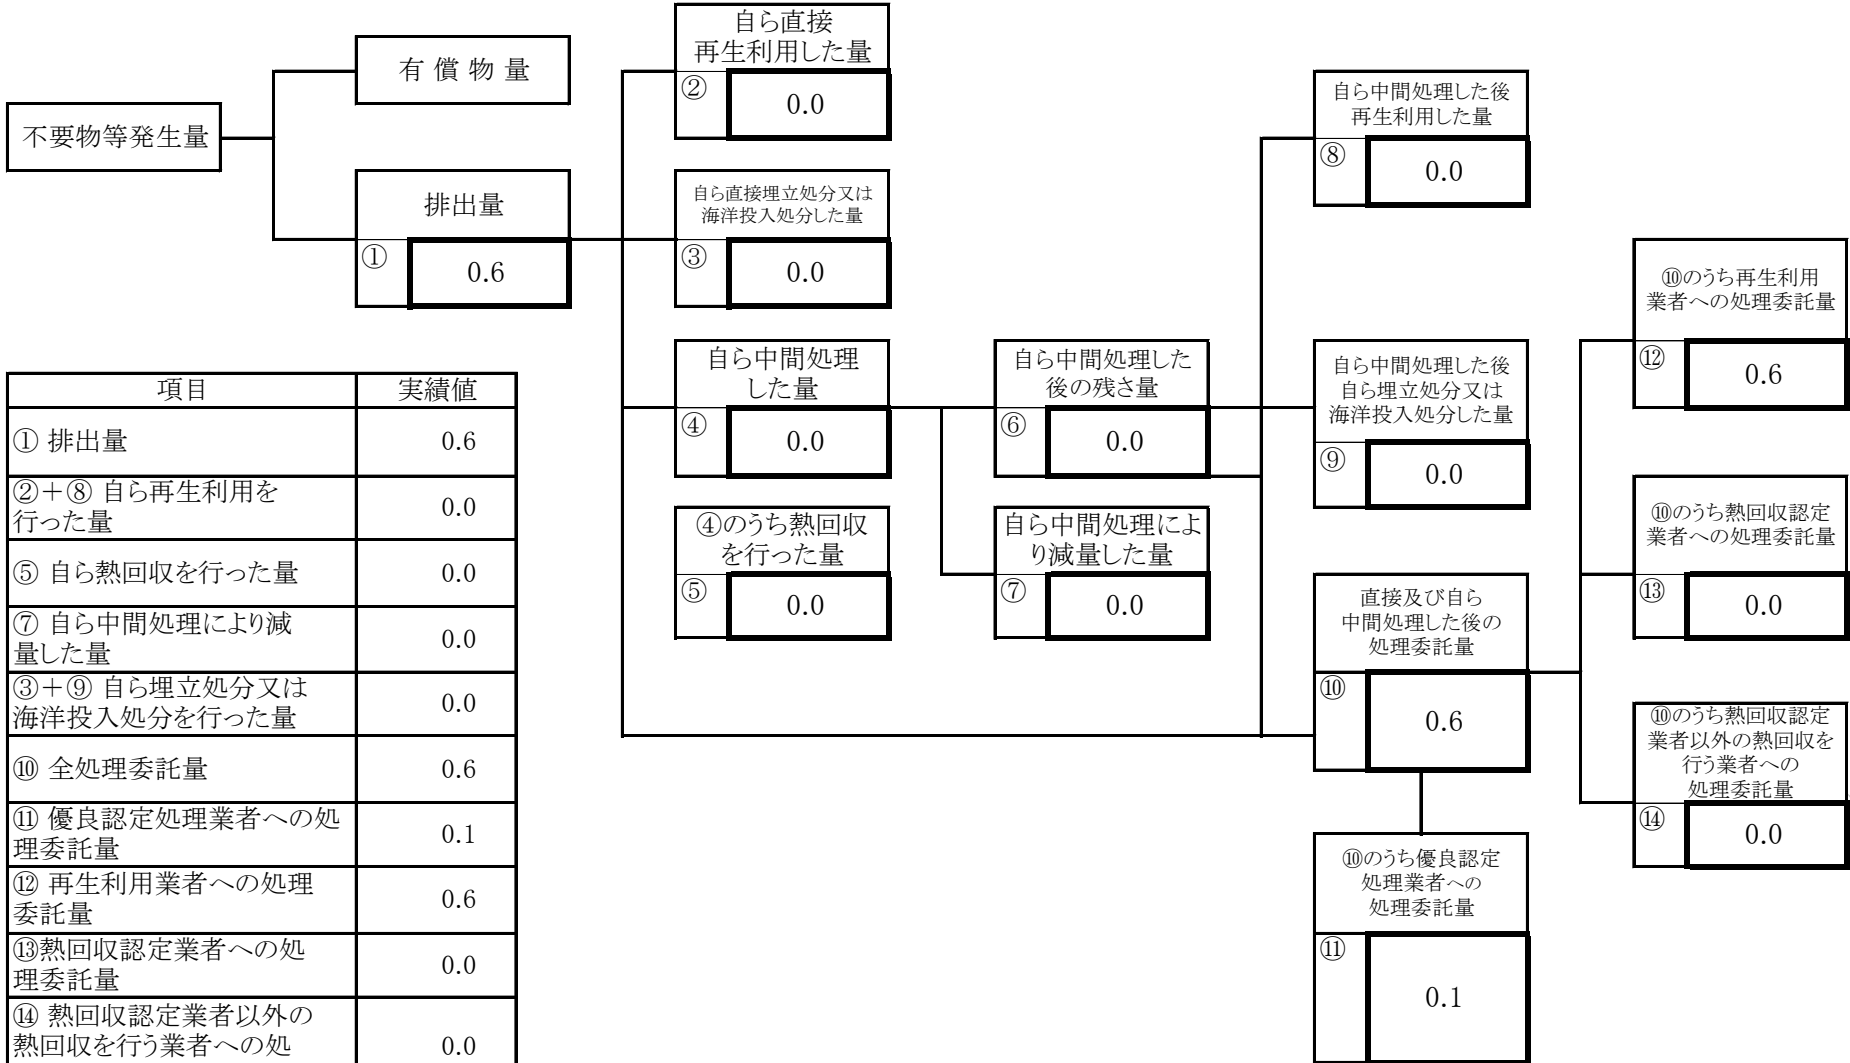 不要物等発生量
有 償 物 量
排出量
①
0.6
自ら直接
再生利用した量
②
0.0
自ら直接埋立処分又は
海洋投入処分した量
③
0.0
自ら中間処理
した量
④
0.0
④のうち熱回収
を行った量
⑤
0.0
自ら中間処理した
後の残さ量
⑥
0.0
自ら中間処理によ
り減量した量
⑦
0.0
自ら中間処理した後
再生利用した量
⑧
0.0
自ら中間処理した後
自ら埋立処分又は
海洋投入処分した量
⑨
0.0
直接及び自ら
中間処理した後の
処理委託量
⑩
0.6
⑩のうち優良認定
処理業者への
処理委託量
⑪
0.1
⑩のうち再生利用
業者への処理委託量
⑫
0.6
⑩のうち熱回収認定
業者への処理委託量
⑬
0.0
⑩のうち熱回収認定
業者以外の熱回収を
行う業者への
処理委託量
⑭
0.0
項目 実績値
① 排出量 0.6
②＋⑧ 自ら再生利用を
行った量 0.0
⑤ 自ら熱回収を行った量 0.0
⑦ 自ら中間処理により減
量した量 0.0
③＋⑨ 自ら埋立処分又は
海洋投入処分を行った量 0.0
⑩ 全処理委託量 0.6
⑪ 優良認定処理業者への処
理委託量 0.1
⑫ 再生利用業者への処理
委託量 0.6
⑬熱回収認定業者への処
理委託量 0.0
⑭ 熱回収認定業者以外の
熱回収を行う業者への処 0.0